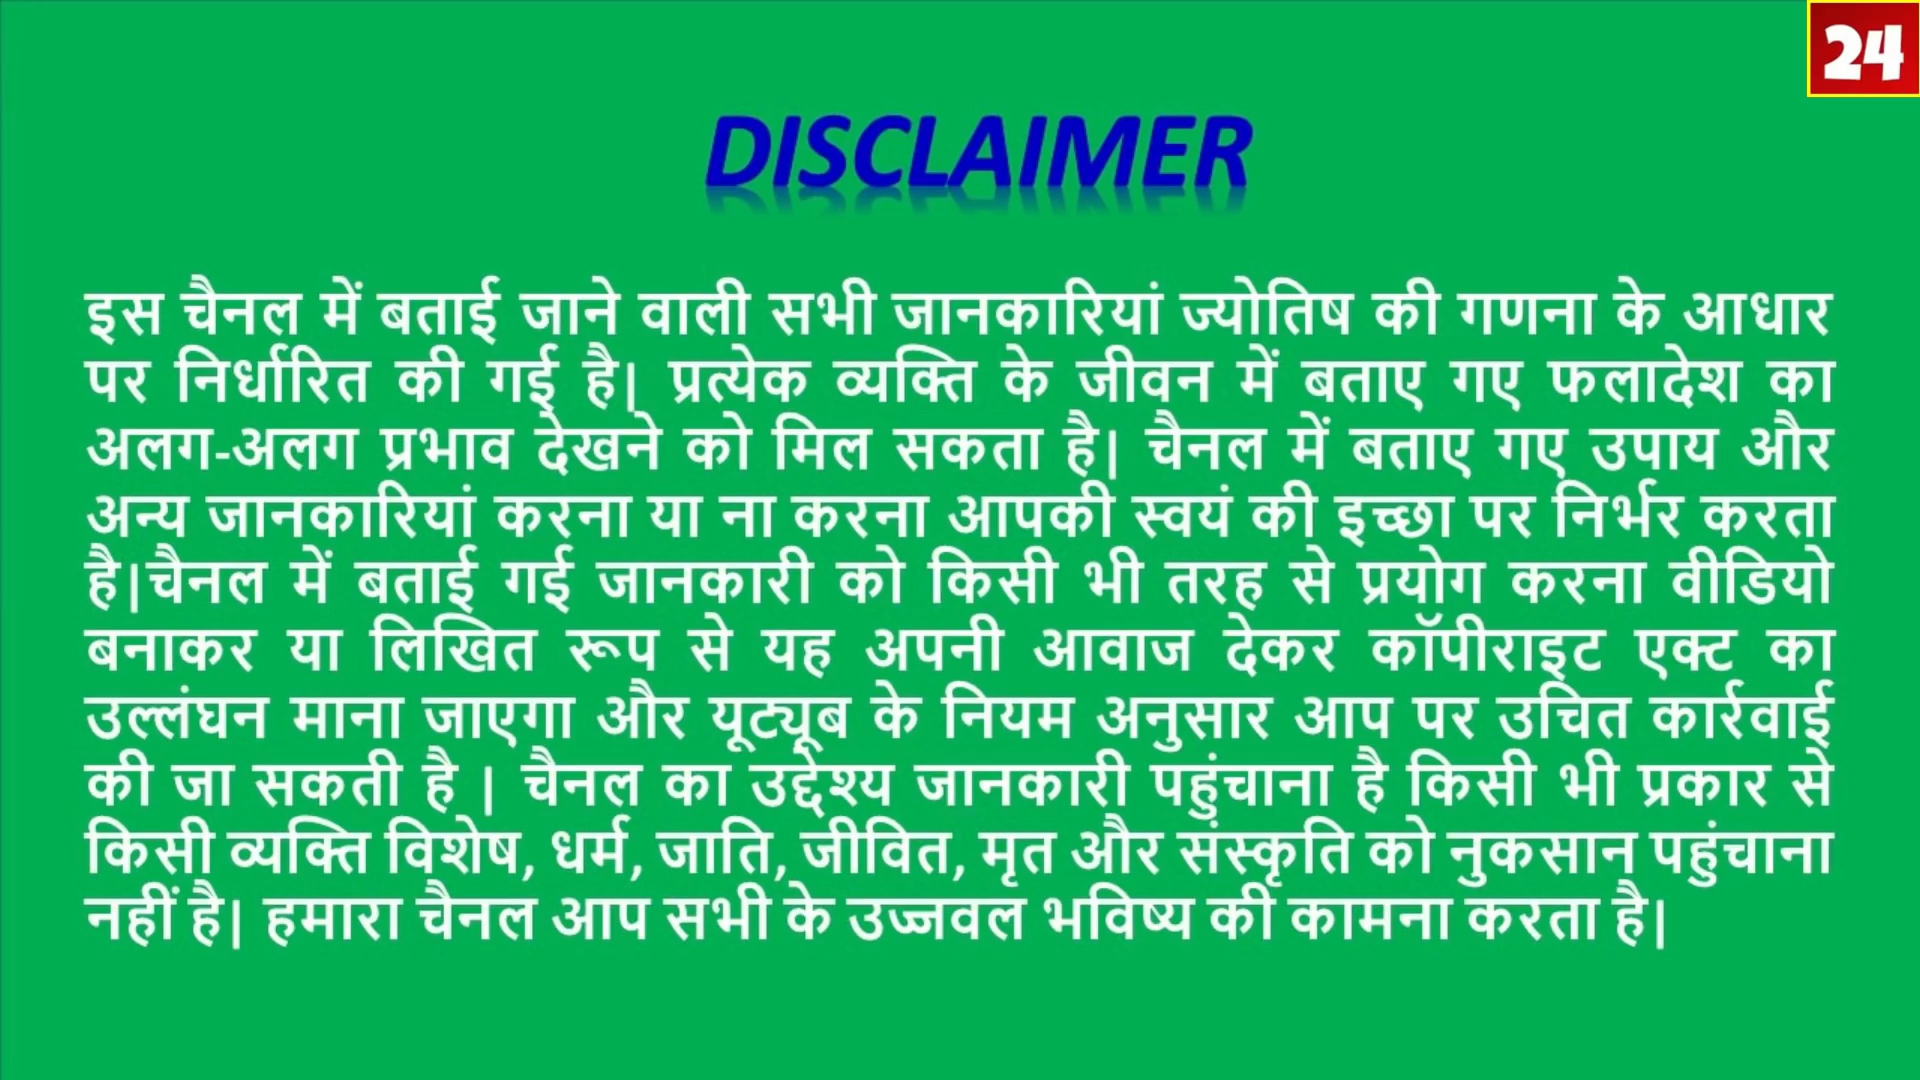 24
DISCLAIMER
इस चैनल में बताई जाने वाली सभी जानकारियां ज्योतिष की गणना के आधार
पर निर्धारित की गई है| प्रत्येक व्यक्ति के जीवन में बताए गए फलादेश का
अलग-अलग प्रभाव देखने को मिल सकता है| चैनल में बताए गए उपाय और
अन्य जानकारियां करना या ना करना आपकी स्वयं की इच्छा पर निर्भर करता
है|चैनल में बताई गई जानकारी को किसी भी तरह से प्रयोग करना वीडियो
बनाकर या लिखित रूप से यह अपनी आवाज देकर कॉपीराइट एक्ट का
उल्लंघन माना जाएगा और यूट्यूब के नियम अनुसार आप पर उचित कार्रवाई
की जा सकती है | चैनल का उद्देश्य जानकारी पहुंचाना है किसी भी प्रकार से
किसी व्यक्ति विशेष, धर्म, जाति, जीवित, मृत और संस्कृति को नुकसान पहुंचाना
नहीं है| हमारा चैनल आप सभी के उज्जवल भविष्य की कामना करता है|